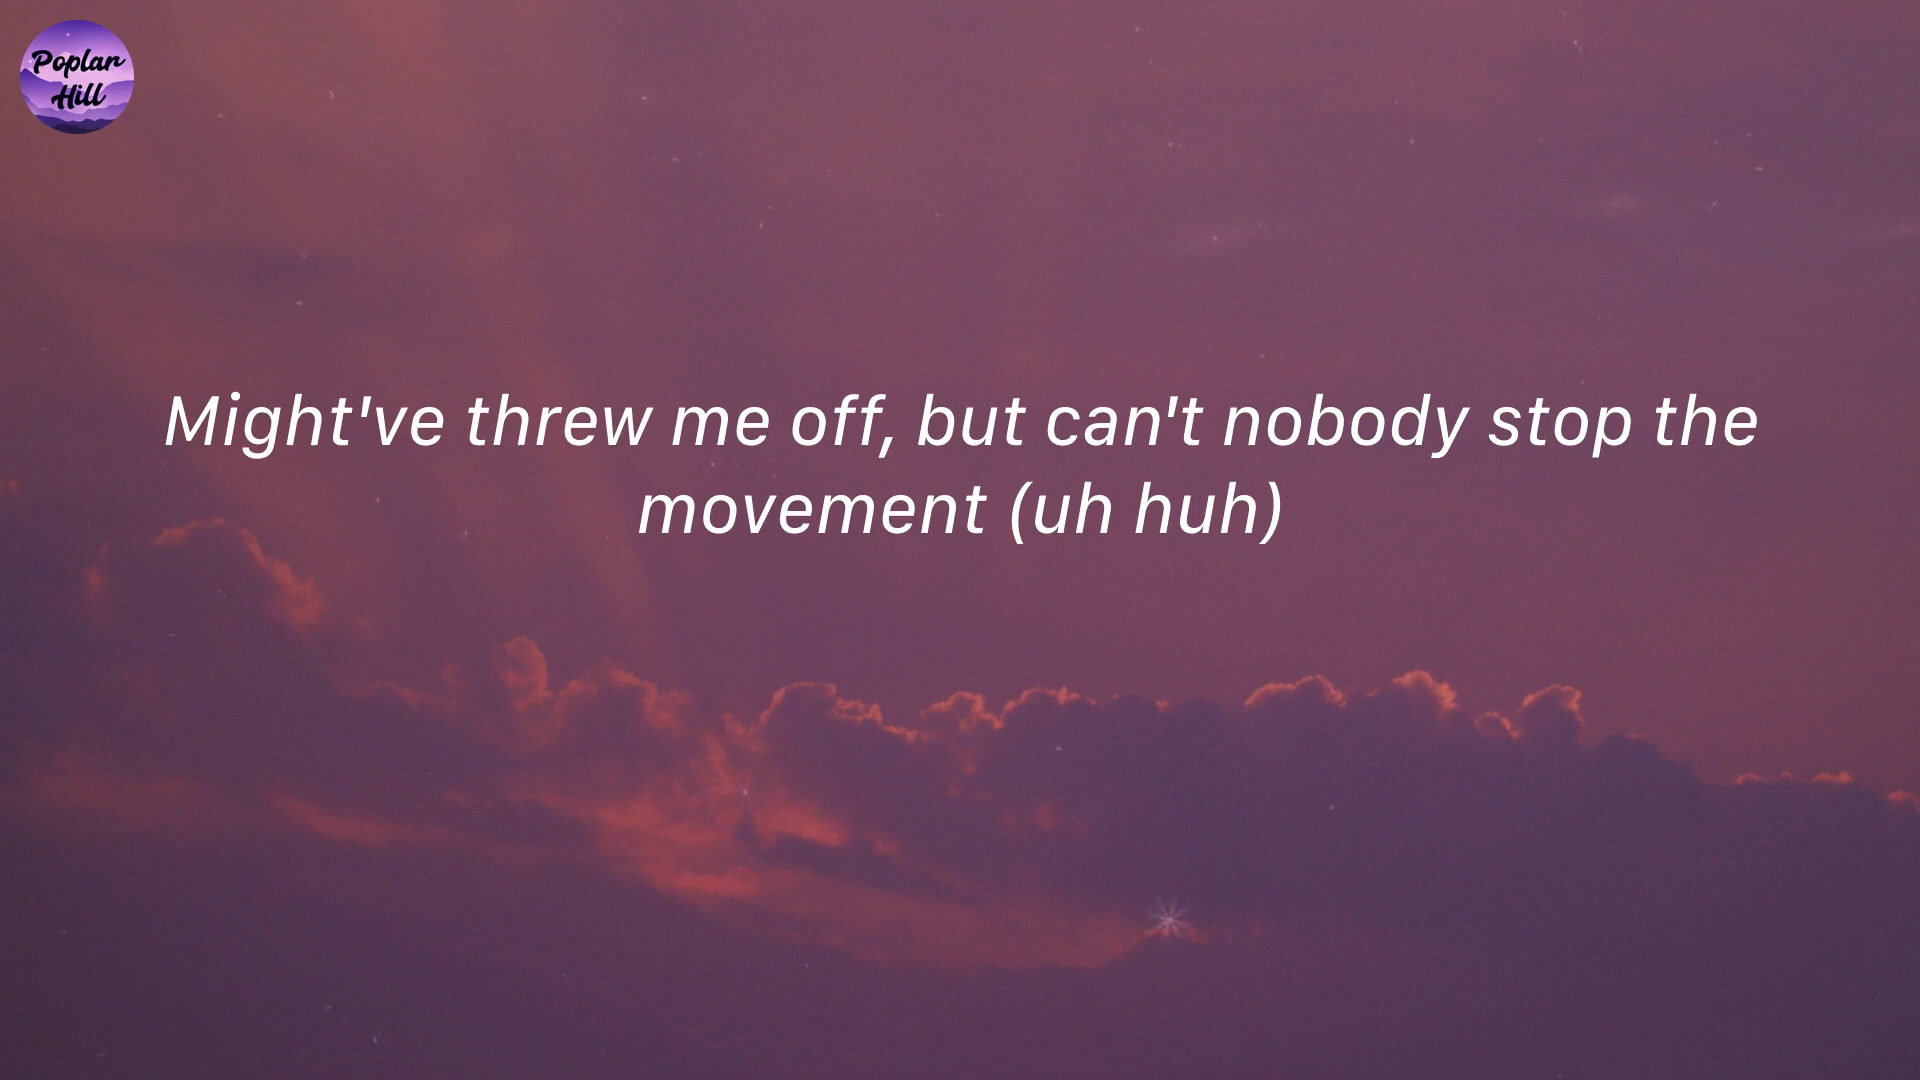 Poplar
Hill
Might've threw me off, but can't nobody stop the
movement (uh huh)